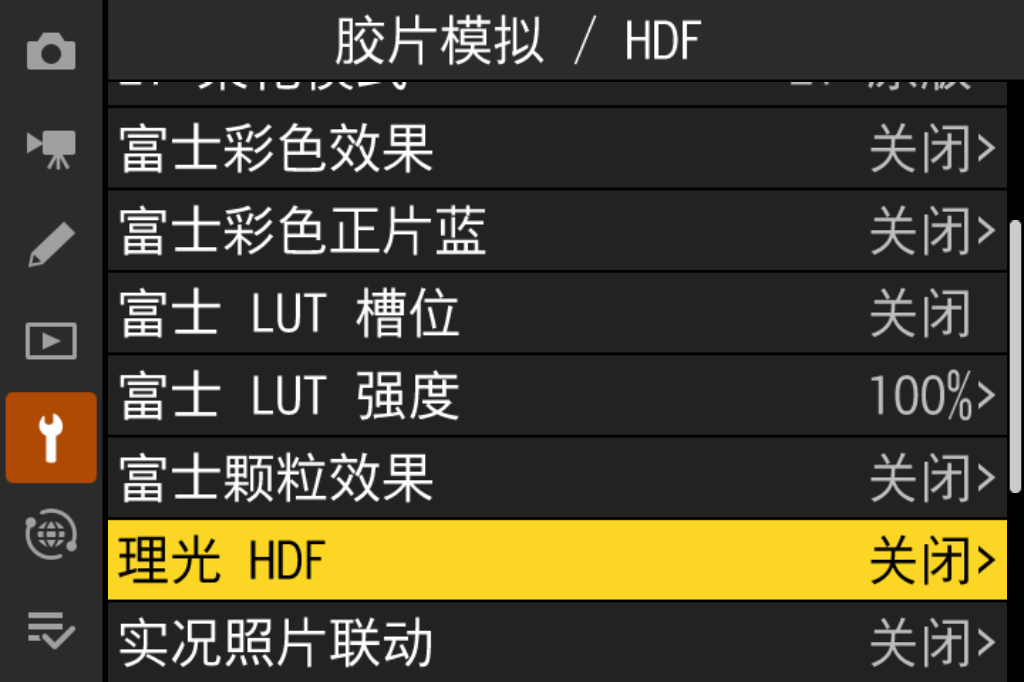 胶片模拟 / HDF
富士彩色效果 关闭>
富士彩色正片蓝 关闭>
富士 LUT 槽位 关闭
富士 LUT 强度 100%>
富士颗粒效果 关闭>
理光 HDF 关闭>
实况照片联动 关闭>